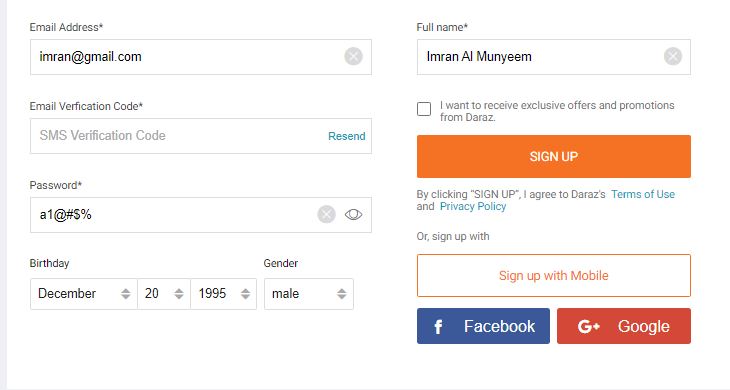 Email Address*
imran@gmail.com
Email Verfication Code*
SMS Verification Code
Resend
Password*
a1@#$%
Birthday
December 20 1995
Gender
male
Full name*
Imran Al Munyeem
I want to receive exclusive offers and promotions
from Daraz.
SIGN UP
By clicking "SIGN UP", I agree to Daraz's Terms of Use
and Privacy Policy
Or, sign up with
Sign up with Mobile
f Facebook
G+ Google